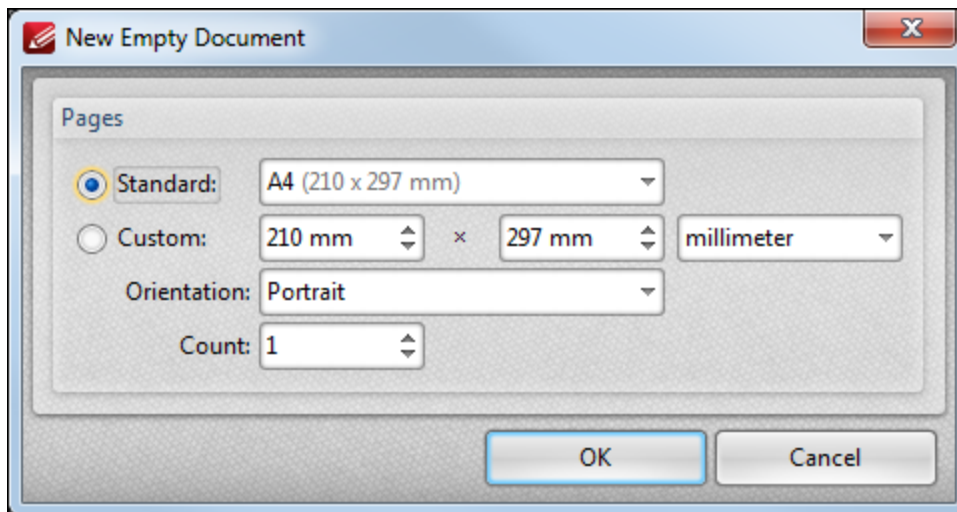 New Empty Document
Pages
Standard: A4 (210 x 297 mm)
Custom: 210 mm × 297 mm millimeter
Orientation: Portrait
Count: 1
OK Cancel